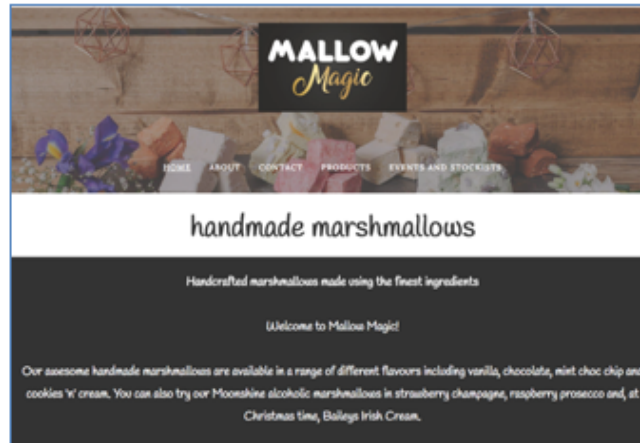 MALLOW
Magic
HOME ABOUT CONTACT PRODUCTS EVENTS AND STOCKISTS
handmade marshmallows
Handcrafted marshmallows made using the finest ingredients
Welcome to Mallow Magic!
Our awesome handmade marshmallows are available in a range of different flavours including vanilla, chocolate, mint choc chip and
cookies 'n' cream. You can also try our Moonshine alcoholic marshmallows in strawberry champagne, raspberry prosecco and, at
Christmas time, Baileys Irish Cream.